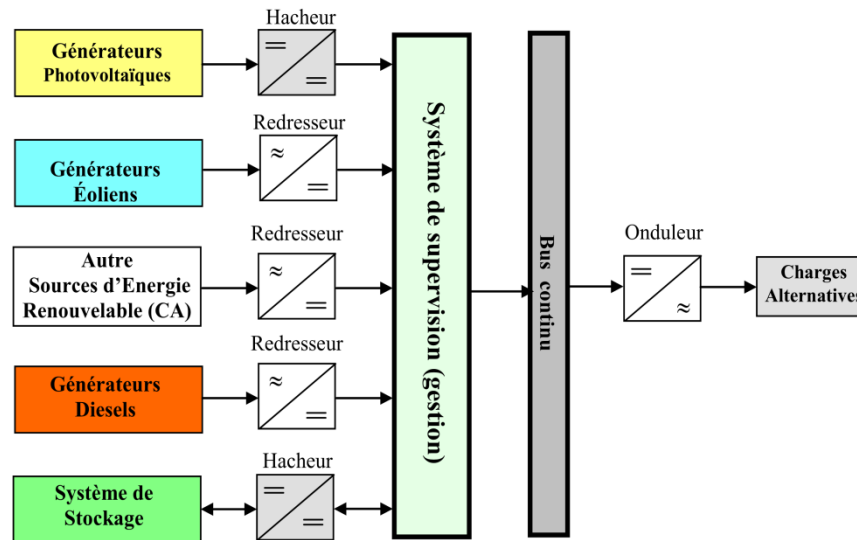 Hacheur
Générateurs
Photovoltaïques
Redresseur
Générateurs
Éoliens
Redresseur
Autre
Sources d’Energie
Renouvelable (CA)
Redresseur
Générateurs
Diesels
Hacheur
Système de
Stockage
Système de supervision (gestion)
Bus continu
Onduleur
Charges
Alternatives